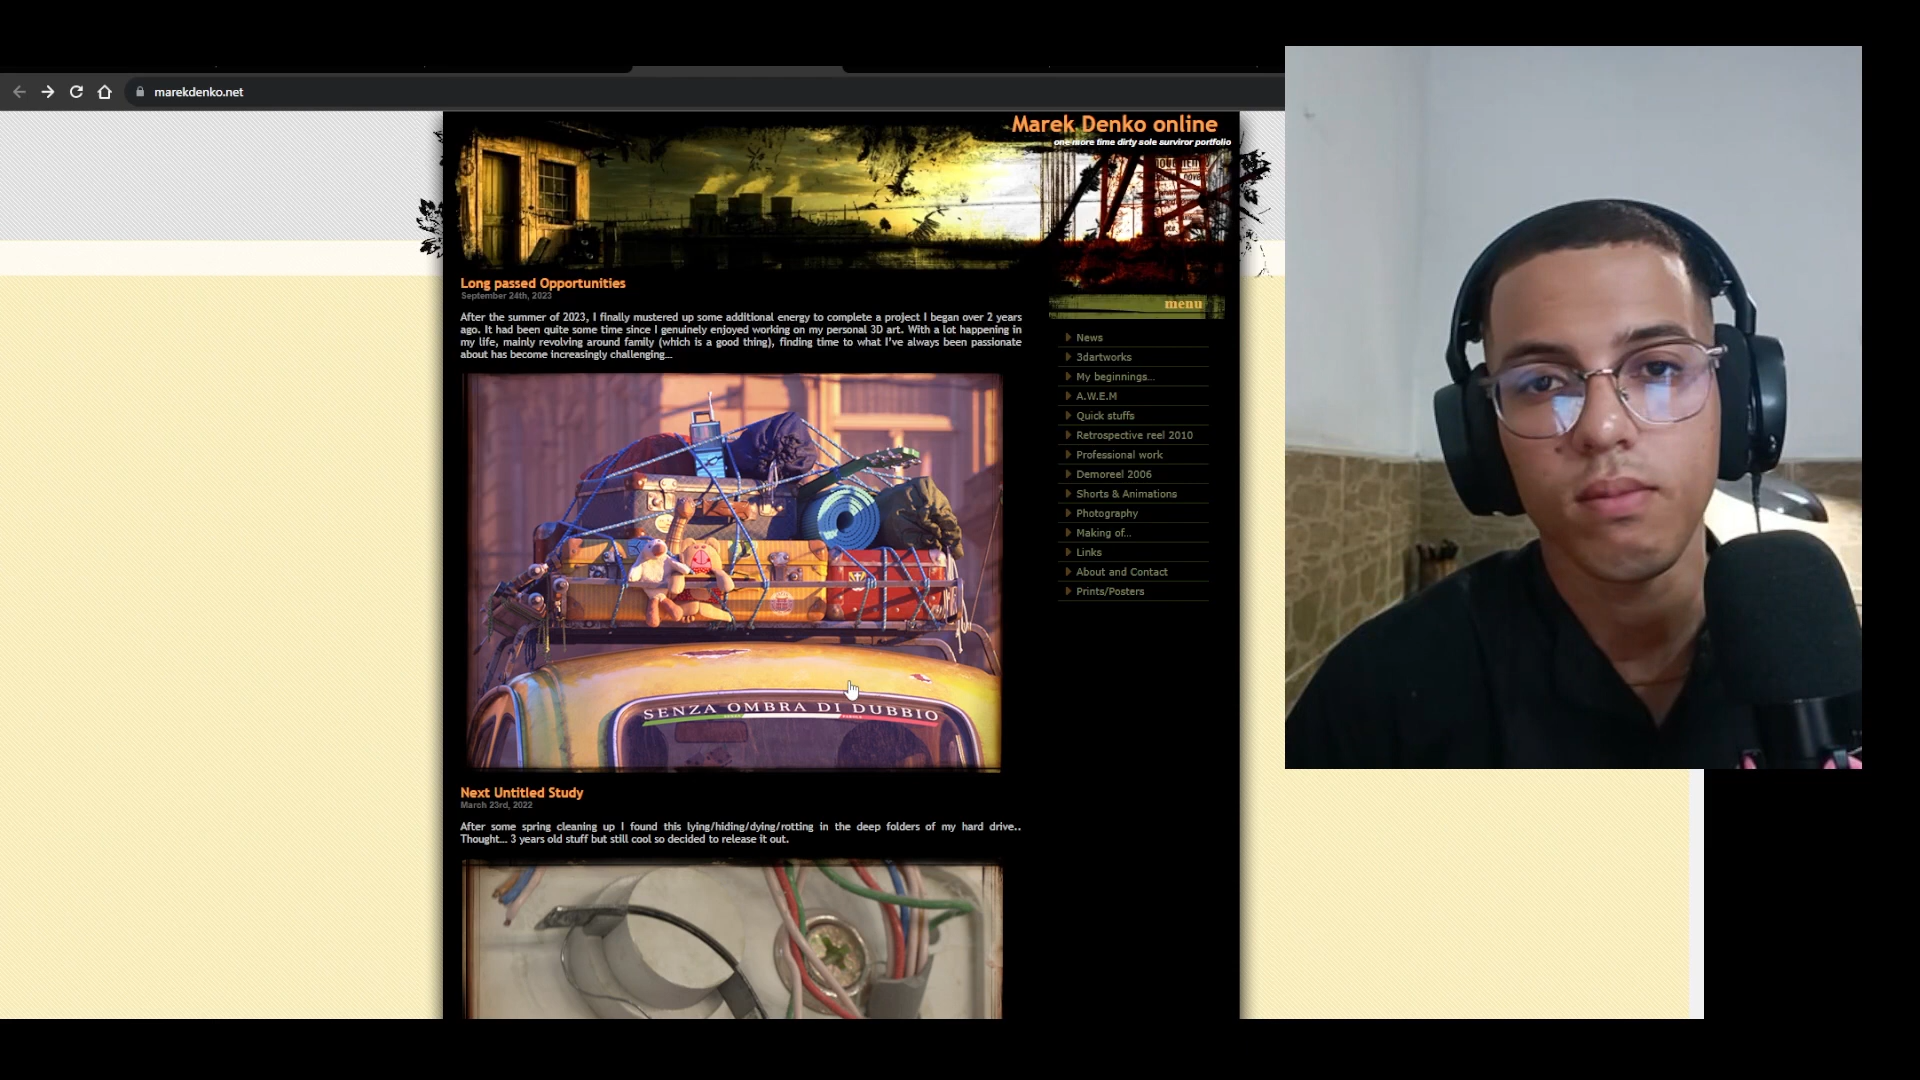 marekdenko.net
Marek Denko online
one more time dirty sole surviror portfolio
Long passed Opportunities
September 24th, 2023
After the summer of 2023, I finally mustered up some additional energy to complete a project I began over 2 years
ago. It had been quite some time since I genuinely enjoyed working on my personal 3D art. With a lot happening in
my life, mainly revolving around family (which is a good thing), finding time to what I've always been passionate
about has become increasingly challenging...
SENZA OMBRA DI DUBBIO
Next Untitled Study
March 23rd, 2022
After some spring cleaning up I found this lying/hiding/dying/rotting in the deep folders of my hard drive..
Thought... 3 years old stuff but still cool so decided to release it out.
menu
News
3dartworks
My beginnings...
A.W.E.M
Quick stuffs
Retrospective reel 2010
Professional work
Demoreel 2006
Shorts & Animations
Photography
Making of...
Links
About and Contact
Prints/Posters